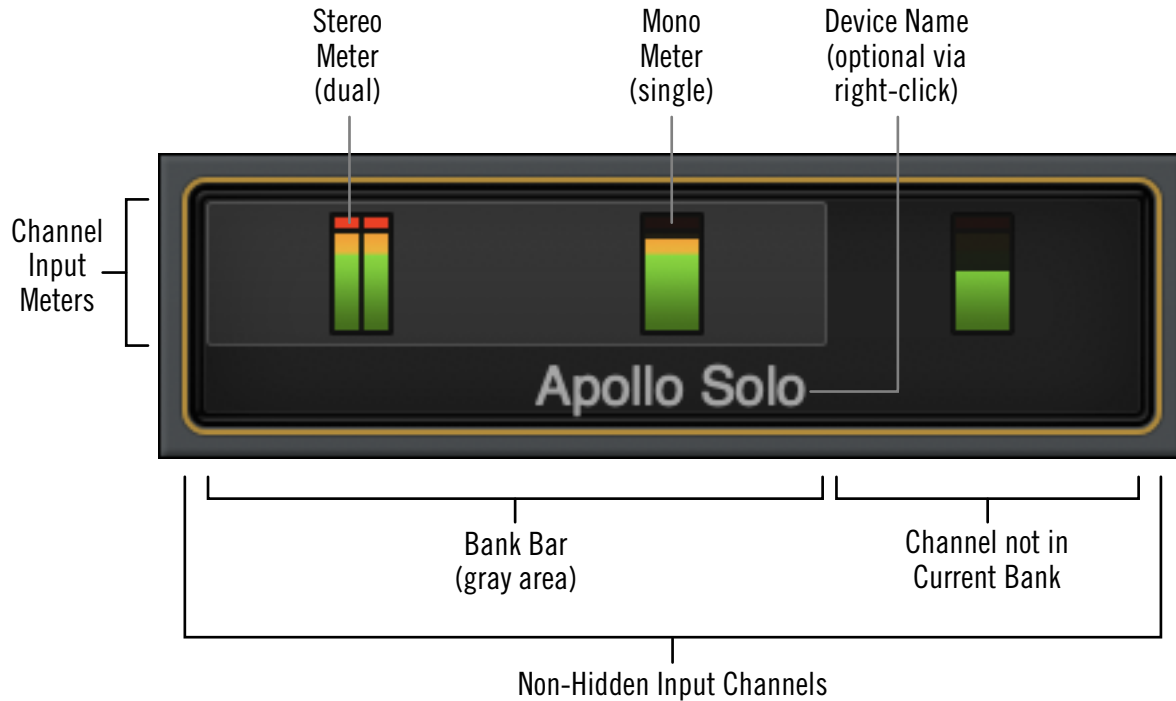 Stereo
Meter
(dual)
Mono
Meter
(single)
Device Name
(optional via
right-click)
Channel
Input
Meters
Apollo Solo
Bank Bar
(gray area)
Channel not in
Current Bank
Non-Hidden Input Channels